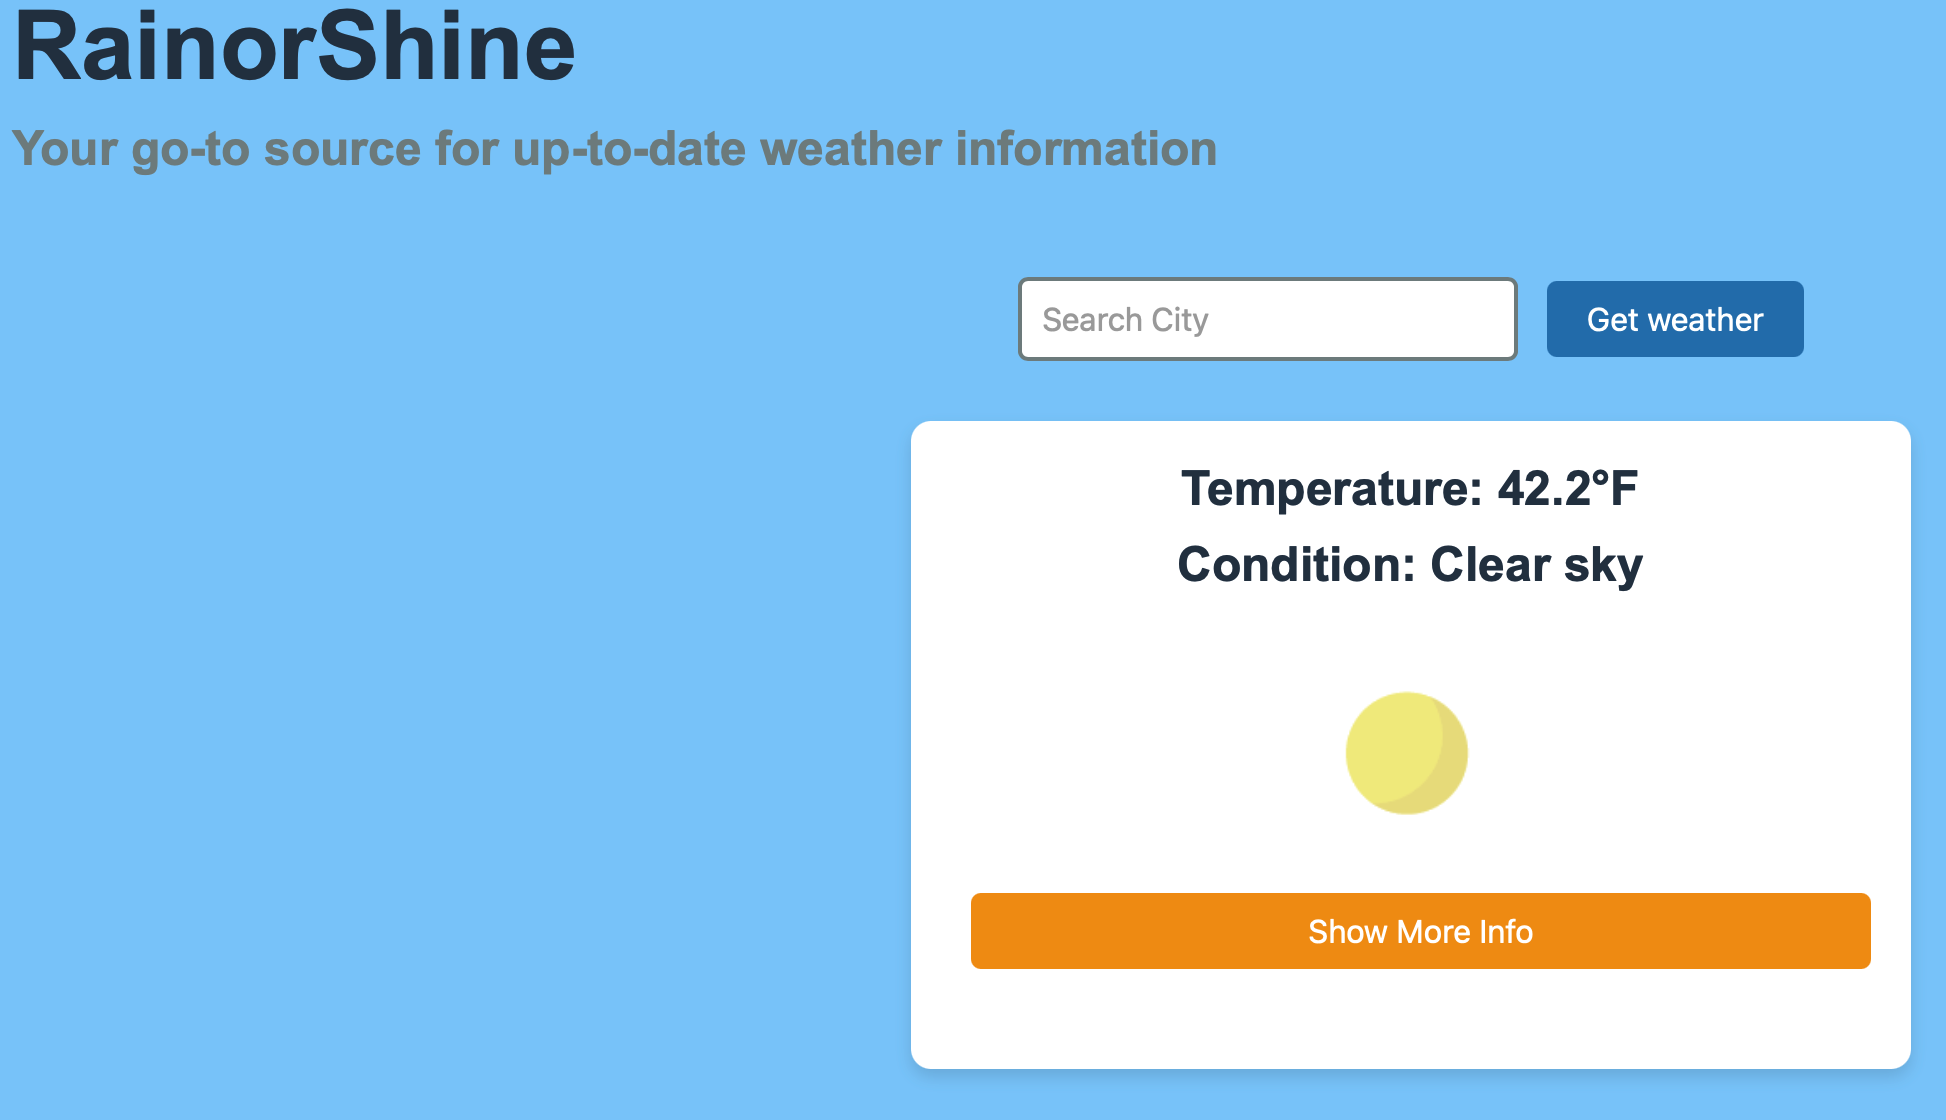 RainorShine
Your go-to source for up-to-date weather information
Search City
Get weather
Temperature: 42.2°F
Condition: Clear sky
Show More Info